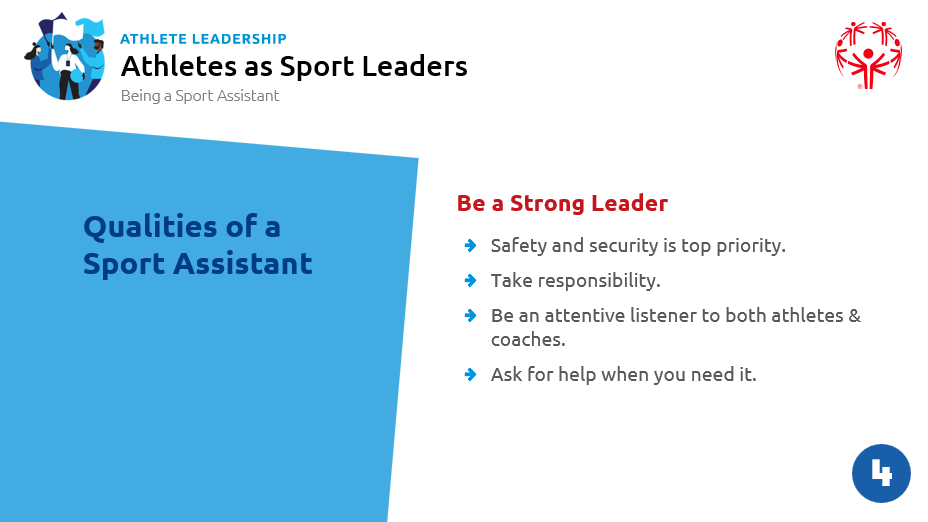 ATHLETE LEADERSHIP
Athletes as Sport Leaders
Being a Sport Assistant
®
Qualities of a
Sport Assistant
Be a Strong Leader
Safety and security is top priority.
Take responsibility.
Be an attentive listener to both athletes &
coaches.
Ask for help when you need it.
4